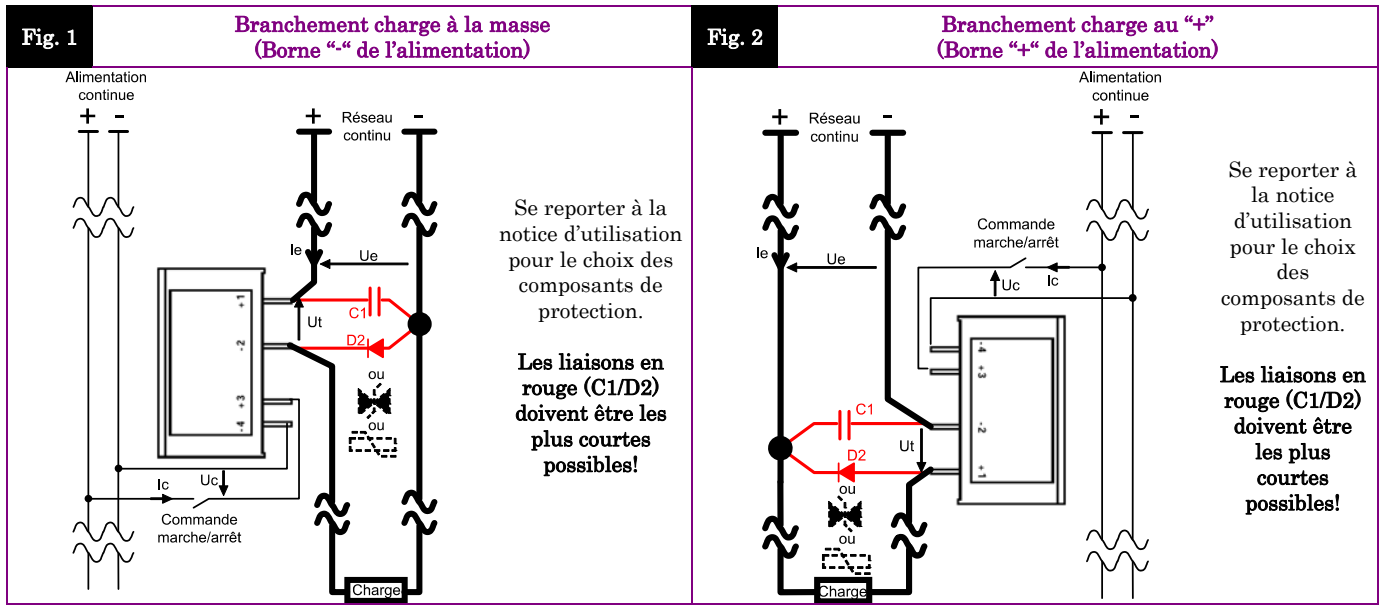 Fig. 1
Branchement charge à la masse
(Borne “-“ de l’alimentation)
Alimentation
continue
+ -
+ Réseau -
continu
Ie
Ue
+1
C1
Ut
-2
D2
ou
ou
+3
-4
Ic
Uc
Commande
marche/arrêt
Charge
Se reporter à la
notice d’utilisation
pour le choix des
composants de
protection.
Les liaisons en
rouge (C1/D2)
doivent être les
plus courtes
possibles!
Fig. 2
Branchement charge au “+”
(Borne “+“ de l’alimentation)
Alimentation
continue
+ -
+ Réseau -
continu
Commande
marche/arrêt
Ie
Ue
Uc
Ic
-4
+3
C1
-2
Ut
D2
+1
ou
ou
Charge
Se reporter à
la notice
d’utilisation
pour le choix
des
composants de
protection.
Les liaisons en
rouge (C1/D2)
doivent être
les plus
courtes
possibles!